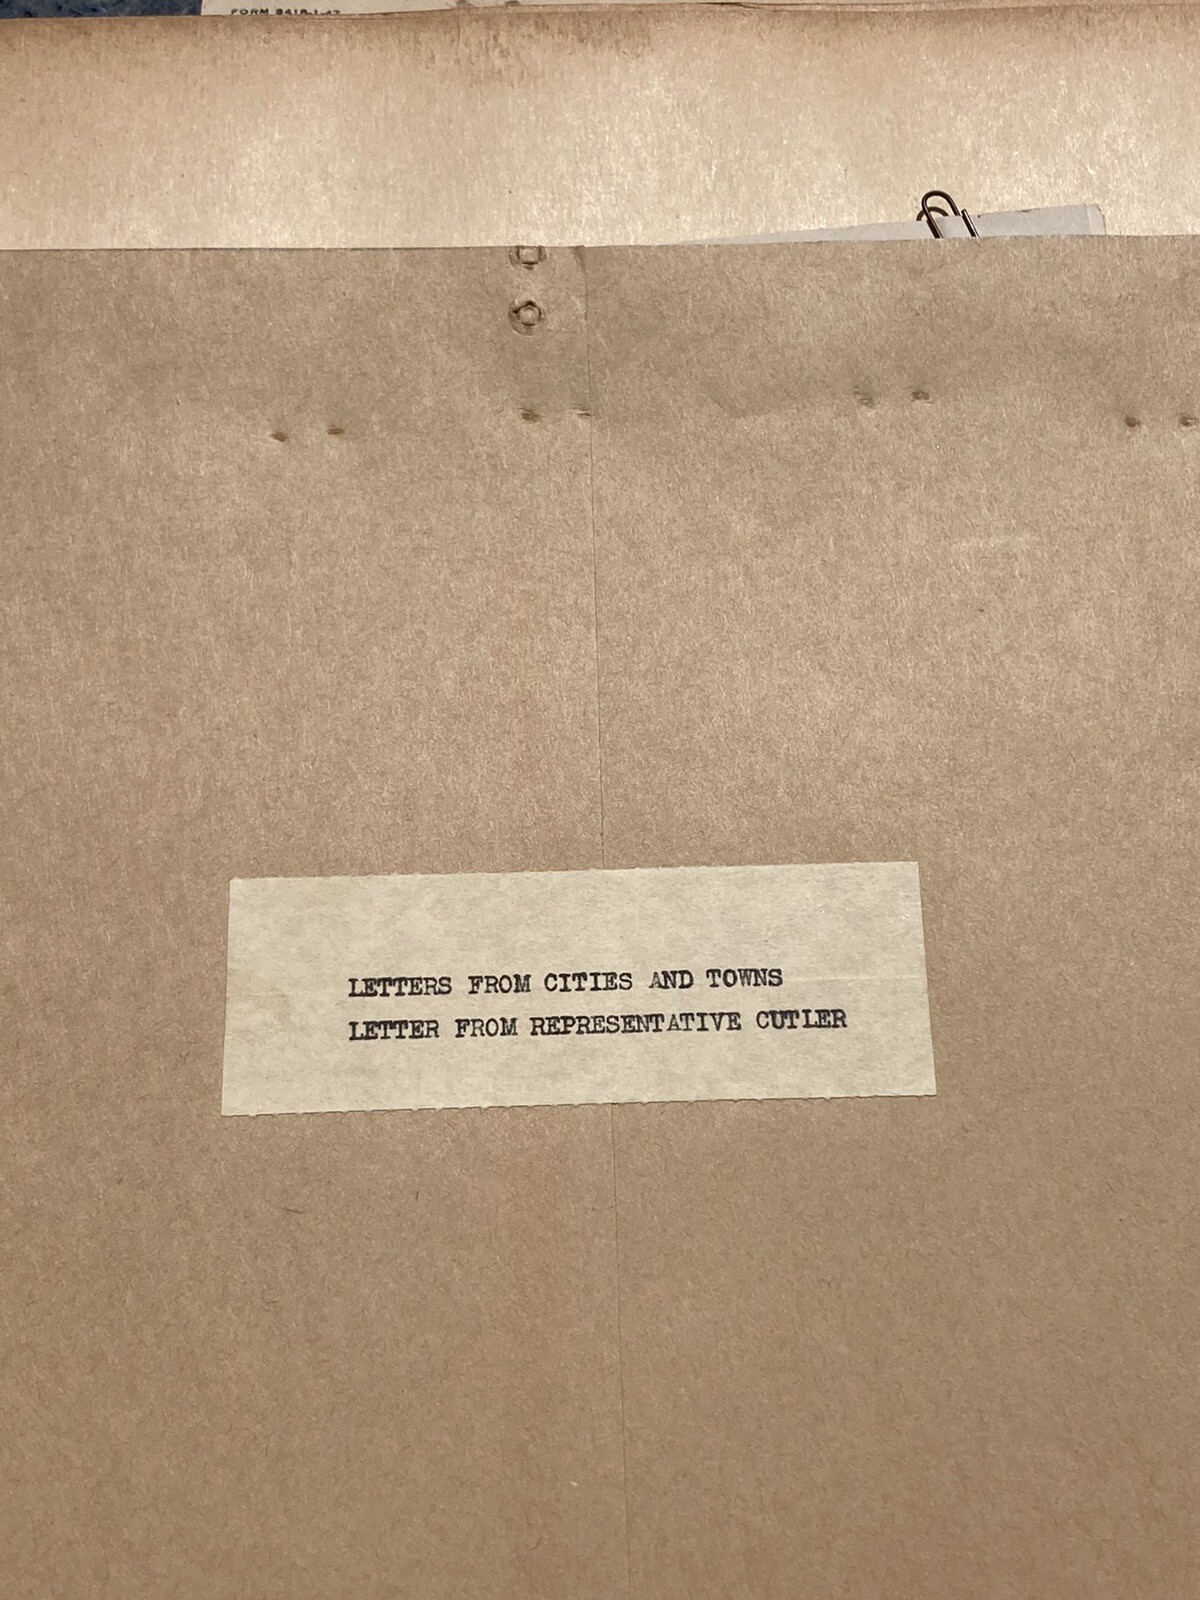 LETTERS FROM CITIES AND TOWNS
LETTER FROM REPRESENTATIVE CUTLER